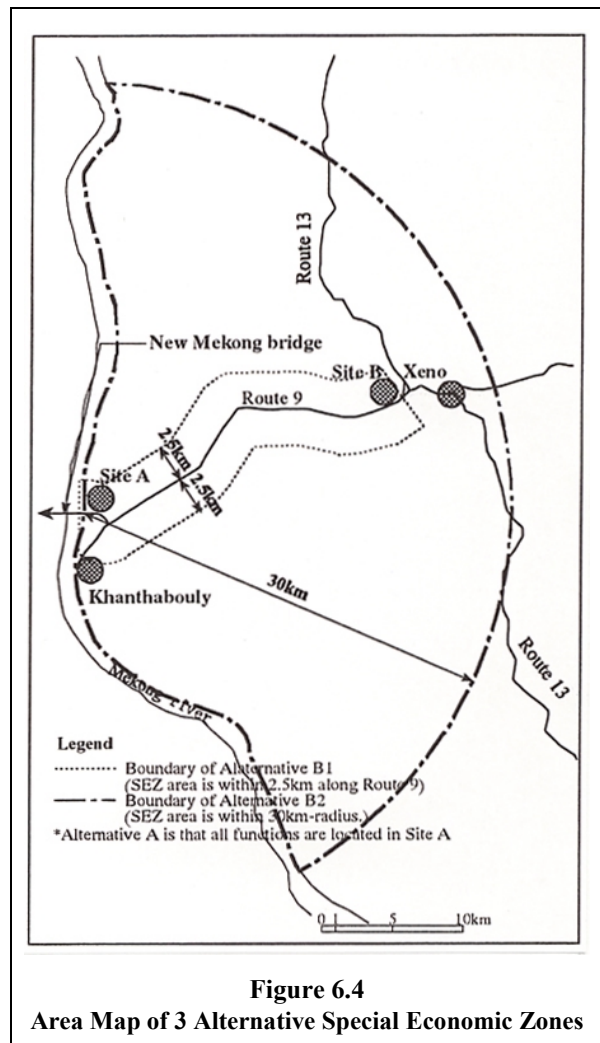 Route 13
New Mekong bridge
Site B
Xeno
Route 9
2.5km
2.5km
Site A
30km
Khanthabouly
Route 13
Mekong river
Legend
Boundary of Alaternative B1
(SEZ area is within 2.5km along Route 9)
Boundary of Alternative B2
(SEZ area is within 30km-radius.)
*Alternative A is that all functions are located in Site A
0 1 5 10km
Figure 6.4
Area Map of 3 Alternative Special Economic Zones